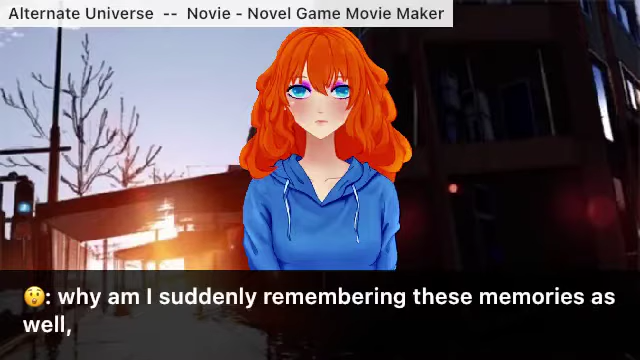 Alternate Universe -- Novie - Novel Game Movie Maker
😲: why am I suddenly remembering these memories as
well,